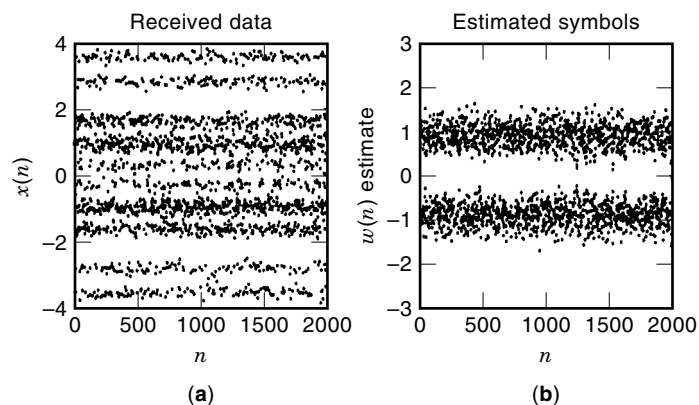 Received data
4
2
0
−2
−4
x(n)
0 500 1000 1500 2000
n
(a)
Estimated symbols
3
2
1
0
−1
−2
−3
w(n) estimate
0 500 1000 1500 2000
n
(b)